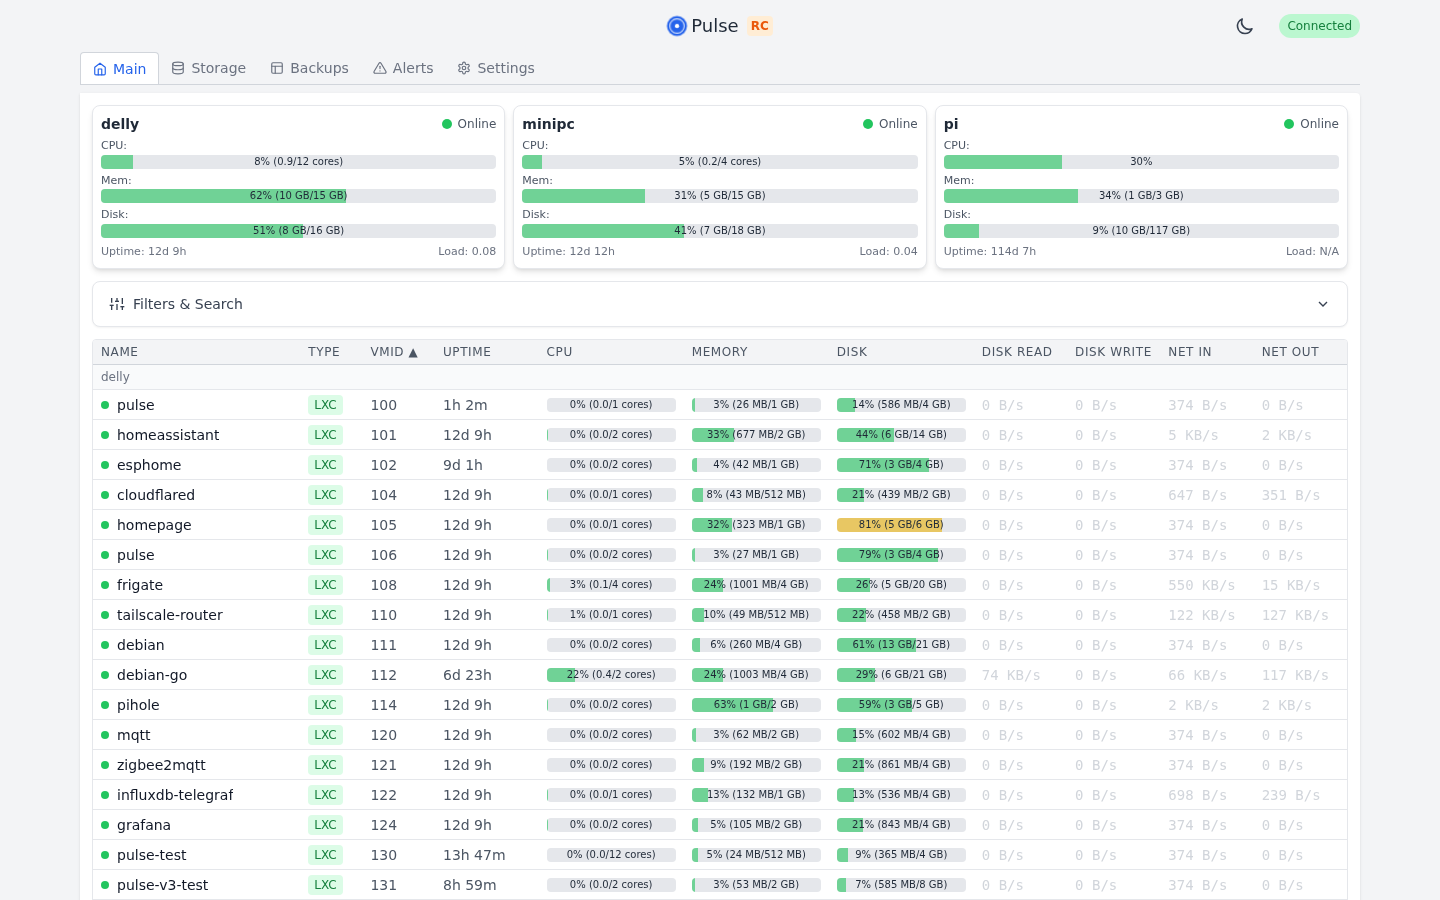 Pulse RC
Connected
Main Storage Backups Alerts Settings
delly Online
CPU:
8% (0.9/12 cores)
Mem:
62% (10 GB/15 GB)
Disk:
51% (8 GB/16 GB)
Uptime: 12d 9h Load: 0.08
minipc Online
CPU:
5% (0.2/4 cores)
Mem:
31% (5 GB/15 GB)
Disk:
41% (7 GB/18 GB)
Uptime: 12d 12h Load: 0.04
pi Online
CPU:
30%
Mem:
34% (1 GB/3 GB)
Disk:
9% (10 GB/117 GB)
Uptime: 114d 7h Load: N/A
Filters & Search
NAME TYPE VMID ▲ UPTIME CPU MEMORY DISK DISK READ DISK WRITE NET IN NET OUT
delly
pulse LXC 100 1h 2m 0% (0.0/1 cores) 3% (26 MB/1 GB) 14% (586 MB/4 GB) 0 B/s 0 B/s 374 B/s 0 B/s
homeassistant LXC 101 12d 9h 0% (0.0/2 cores) 33% (677 MB/2 GB) 44% (6 GB/14 GB) 0 B/s 0 B/s 5 KB/s 2 KB/s
esphome LXC 102 9d 1h 0% (0.0/2 cores) 4% (42 MB/1 GB) 71% (3 GB/4 GB) 0 B/s 0 B/s 374 B/s 0 B/s
cloudflared LXC 104 12d 9h 0% (0.0/1 cores) 8% (43 MB/512 MB) 21% (439 MB/2 GB) 0 B/s 0 B/s 647 B/s 351 B/s
homepage LXC 105 12d 9h 0% (0.0/1 cores) 32% (323 MB/1 GB) 81% (5 GB/6 GB) 0 B/s 0 B/s 374 B/s 0 B/s
pulse LXC 106 12d 9h 0% (0.0/2 cores) 3% (27 MB/1 GB) 79% (3 GB/4 GB) 0 B/s 0 B/s 374 B/s 0 B/s
frigate LXC 108 12d 9h 3% (0.1/4 cores) 24% (1001 MB/4 GB) 26% (5 GB/20 GB) 0 B/s 0 B/s 550 KB/s 15 KB/s
tailscale-router LXC 110 12d 9h 1% (0.0/1 cores) 10% (49 MB/512 MB) 22% (458 MB/2 GB) 0 B/s 0 B/s 122 KB/s 127 KB/s
debian LXC 111 12d 9h 0% (0.0/2 cores) 6% (260 MB/4 GB) 61% (13 GB/21 GB) 0 B/s 0 B/s 374 B/s 0 B/s
debian-go LXC 112 6d 23h 22% (0.4/2 cores) 24% (1003 MB/4 GB) 29% (6 GB/21 GB) 74 KB/s 0 B/s 66 KB/s 117 KB/s
pihole LXC 114 12d 9h 0% (0.0/2 cores) 63% (1 GB/2 GB) 59% (3 GB/5 GB) 0 B/s 0 B/s 2 KB/s 2 KB/s
mqtt LXC 120 12d 9h 0% (0.0/2 cores) 3% (62 MB/2 GB) 15% (602 MB/4 GB) 0 B/s 0 B/s 374 B/s 0 B/s
zigbee2mqtt LXC 121 12d 9h 0% (0.0/2 cores) 9% (192 MB/2 GB) 21% (861 MB/4 GB) 0 B/s 0 B/s 374 B/s 0 B/s
influxdb-telegraf LXC 122 12d 9h 0% (0.0/1 cores) 13% (132 MB/1 GB) 13% (536 MB/4 GB) 0 B/s 0 B/s 698 B/s 239 B/s
grafana LXC 124 12d 9h 0% (0.0/2 cores) 5% (105 MB/2 GB) 21% (843 MB/4 GB) 0 B/s 0 B/s 374 B/s 0 B/s
pulse-test LXC 130 13h 47m 0% (0.0/12 cores) 5% (24 MB/512 MB) 9% (365 MB/4 GB) 0 B/s 0 B/s 374 B/s 0 B/s
pulse-v3-test LXC 131 8h 59m 0% (0.0/2 cores) 3% (53 MB/2 GB) 7% (585 MB/8 GB) 0 B/s 0 B/s 374 B/s 0 B/s